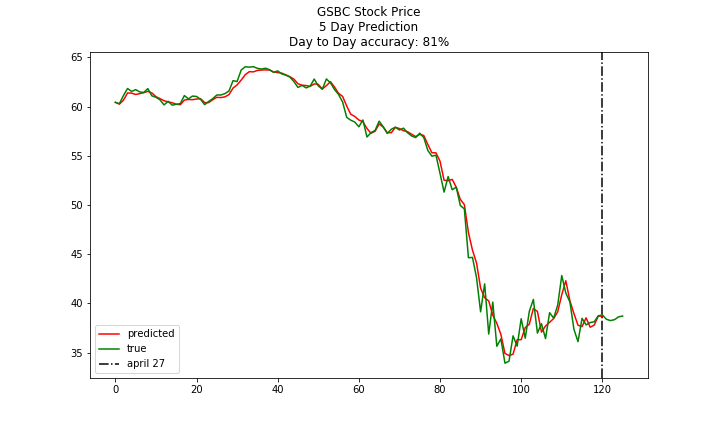 GSBC Stock Price
5 Day Prediction
Day to Day accuracy: 81%
65
60
55
50
45
40
35
predicted
true
april 27
0 20 40 60 80 100 120